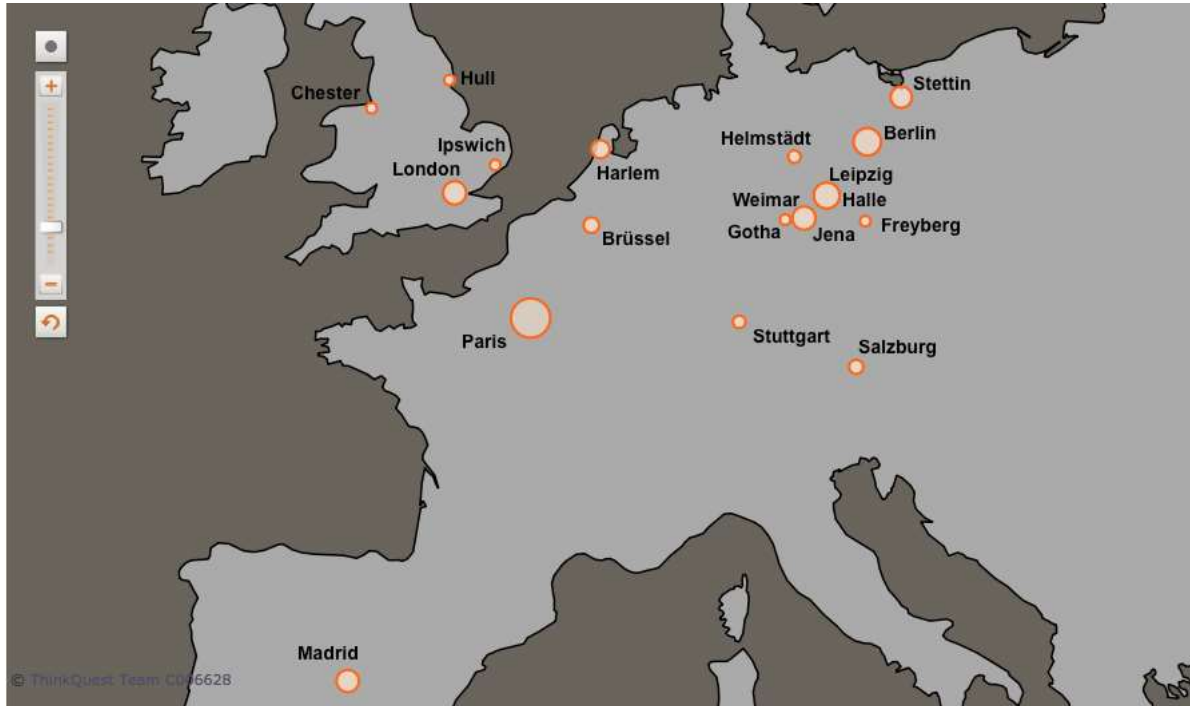 Hull
Stettin
Chester
Berlin
Helmstädt
Ipswich
London
Harlem
Leipzig
Weimar
Halle
Gotha
Jena
Freyberg
Brüssel
Paris
Stuttgart
Salzburg
Madrid
© ThinkQuest Team C006628